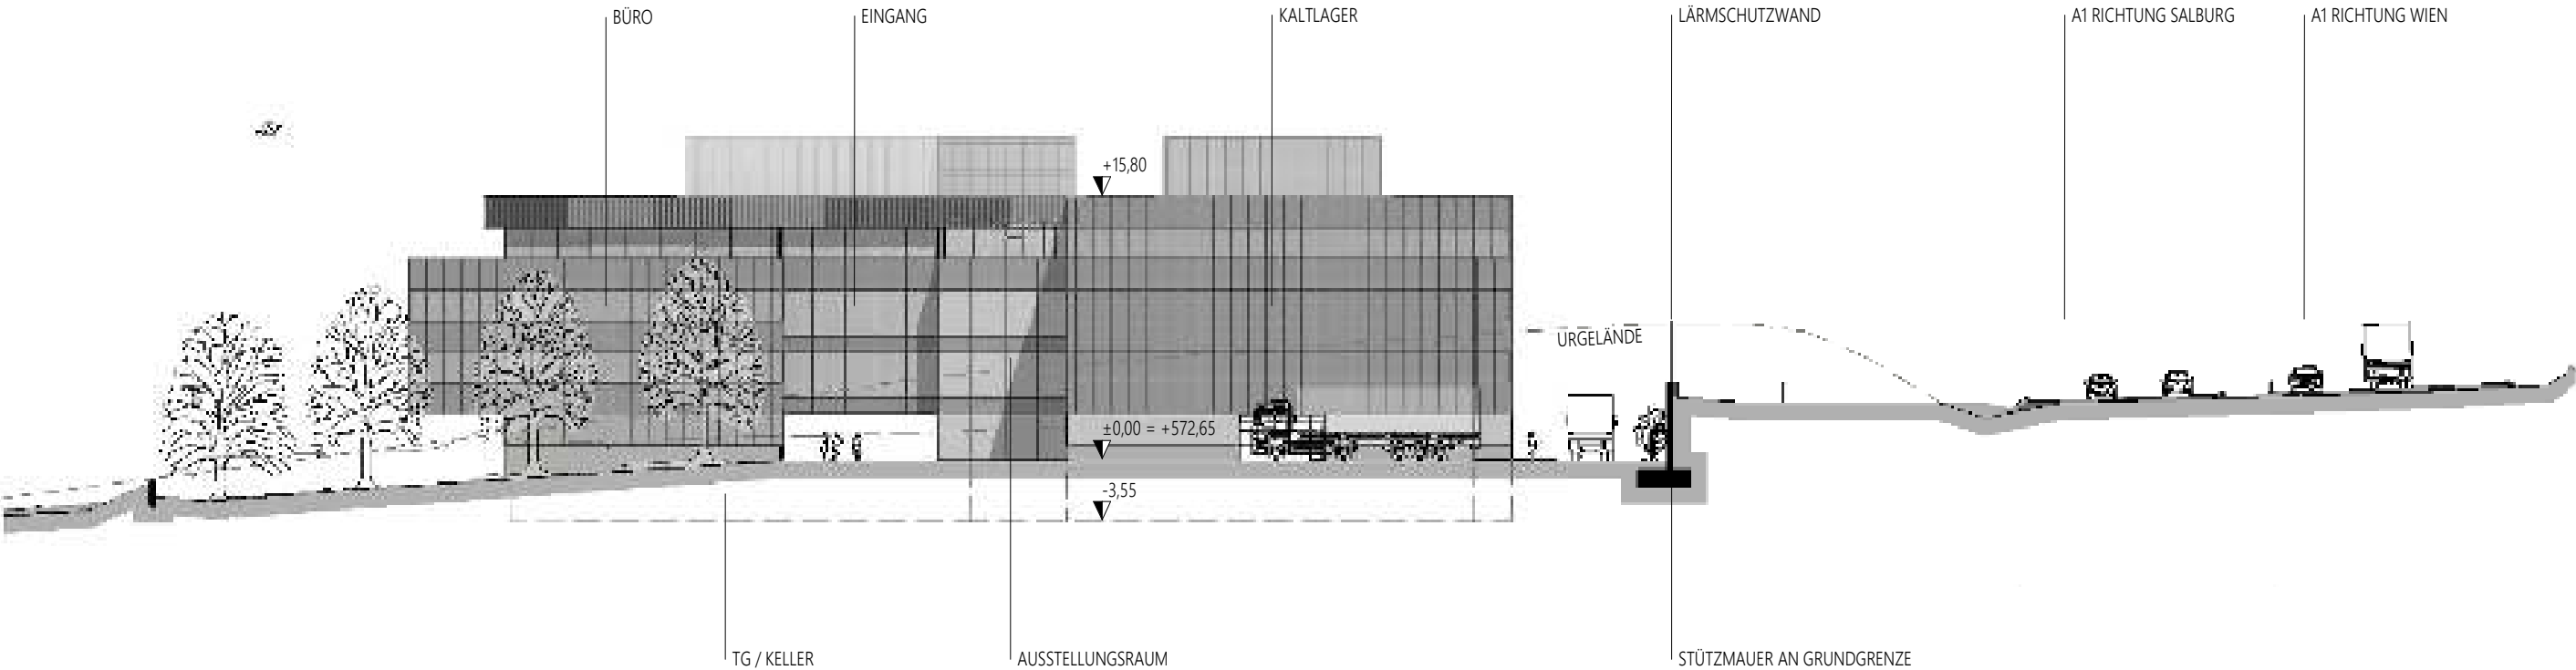 BÜRO
EINGANG
KALTLAGER
LÄRMSCHUTZWAND
A1 RICHTUNG SALBURG
A1 RICHTUNG WIEN
+15,80
URGELÄNDE
±0,00 = +572,65
-3,55
TG / KELLER
AUSSTELLUNGSRAUM
STÜTZMAUER AN GRUNDGRENZE